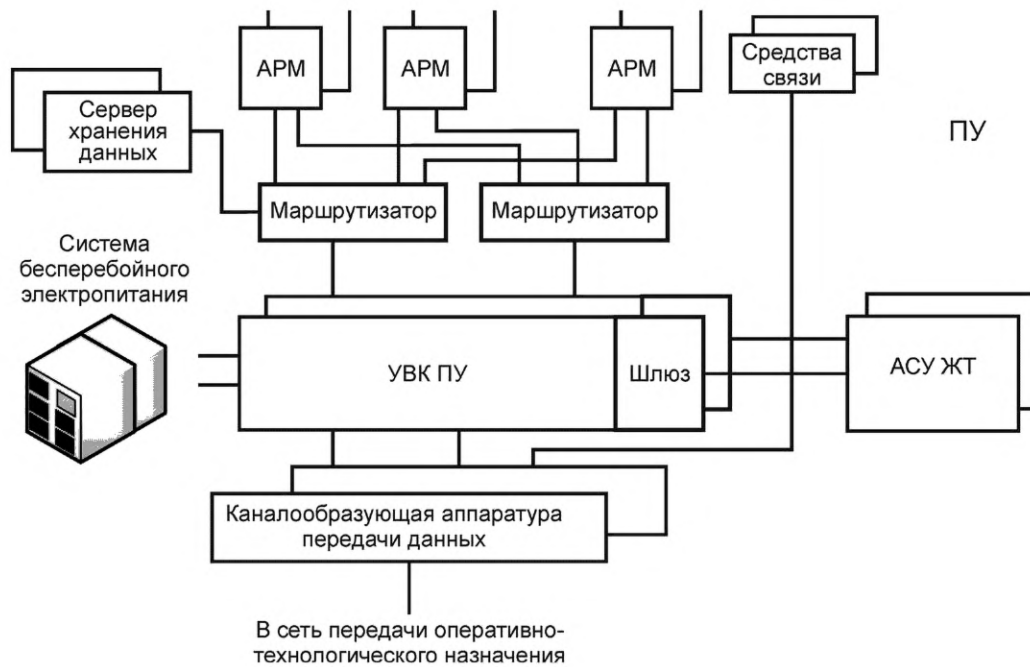 АРМ
АРМ
АРМ
Средства
связи
Сервер
хранения
данных
ПУ
Маршрутизатор
Маршрутизатор
Система
бесперебойного
электропитания
УВК ПУ
Шлюз
АСУ ЖТ
Каналообразующая аппаратура
передачи данных
В сеть передачи оперативно-
технологического назначения